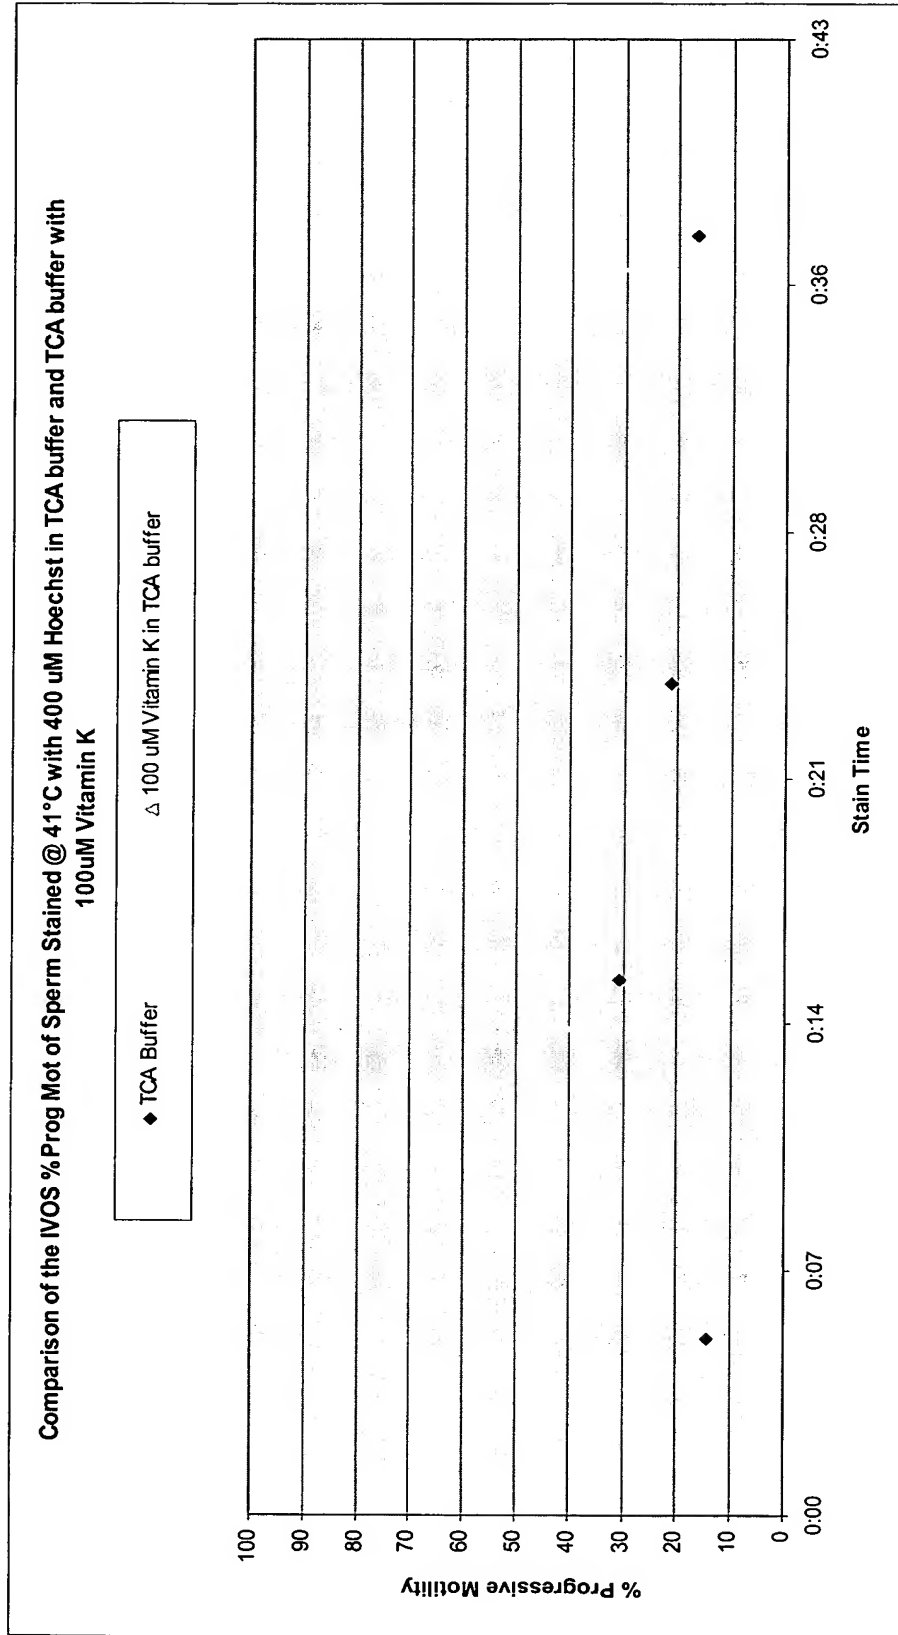 Comparison of the IVOS % Prog Mot of Sperm Stained @ 41°C with 400 uM Hoechst in TCA buffer and TCA buffer with
100uM Vitamin K
◆ TCA Buffer △ 100 uM Vitamin K in TCA buffer
% Progressive Motility
100
90
80
70
60
50
40
30
20
10
0
0:00 0:07 0:14 0:21 0:28 0:36 0:43
Stain Time